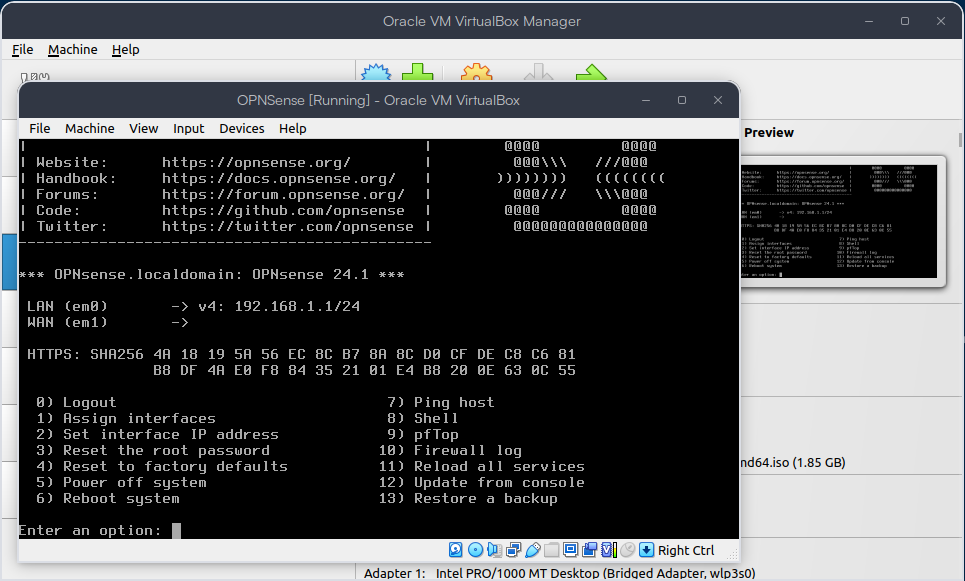 Oracle VM VirtualBox Manager
File Machine Help
OPNSense [Running] - Oracle VM VirtualBox
File Machine View Input Devices Help
| | @@@@ @@@@
| Website: https://opnsense.org/ | @@@\\\ ///@@@
| Handbook: https://docs.opnsense.org/ | )))))))) ((((((((
| Forums: https://forum.opnsense.org/ | @@@/// \\\@@@
| Code: https://github.com/opnsense | @@@@ @@@@
| Twitter: https://twitter.com/opnsense | @@@@@@@@@@@@@@@
----------------------------------------------
*** OPNsense.localdomain: OPNsense 24.1 ***
LAN (em0) -> v4: 192.168.1.1/24
WAN (em1) ->
HTTPS: SHA256 4A 18 19 5A 56 EC 8C B7 8A 8C D0 CF DE C8 C6 81
B8 DF 4A E0 F8 84 35 21 01 E4 B8 20 0E 63 0C 55
0) Logout 7) Ping host
1) Assign interfaces 8) Shell
2) Set interface IP address 9) pfTop
3) Reset the root password 10) Firewall log
4) Reset to factory defaults 11) Reload all services
5) Power off system 12) Update from console
6) Reboot system 13) Restore a backup
Enter an option:
Right Ctrl
Preview
nd64.iso (1.85 GB)
Adapter 1: Intel PRO/1000 MT Desktop (Bridged Adapter, wlp3s0)